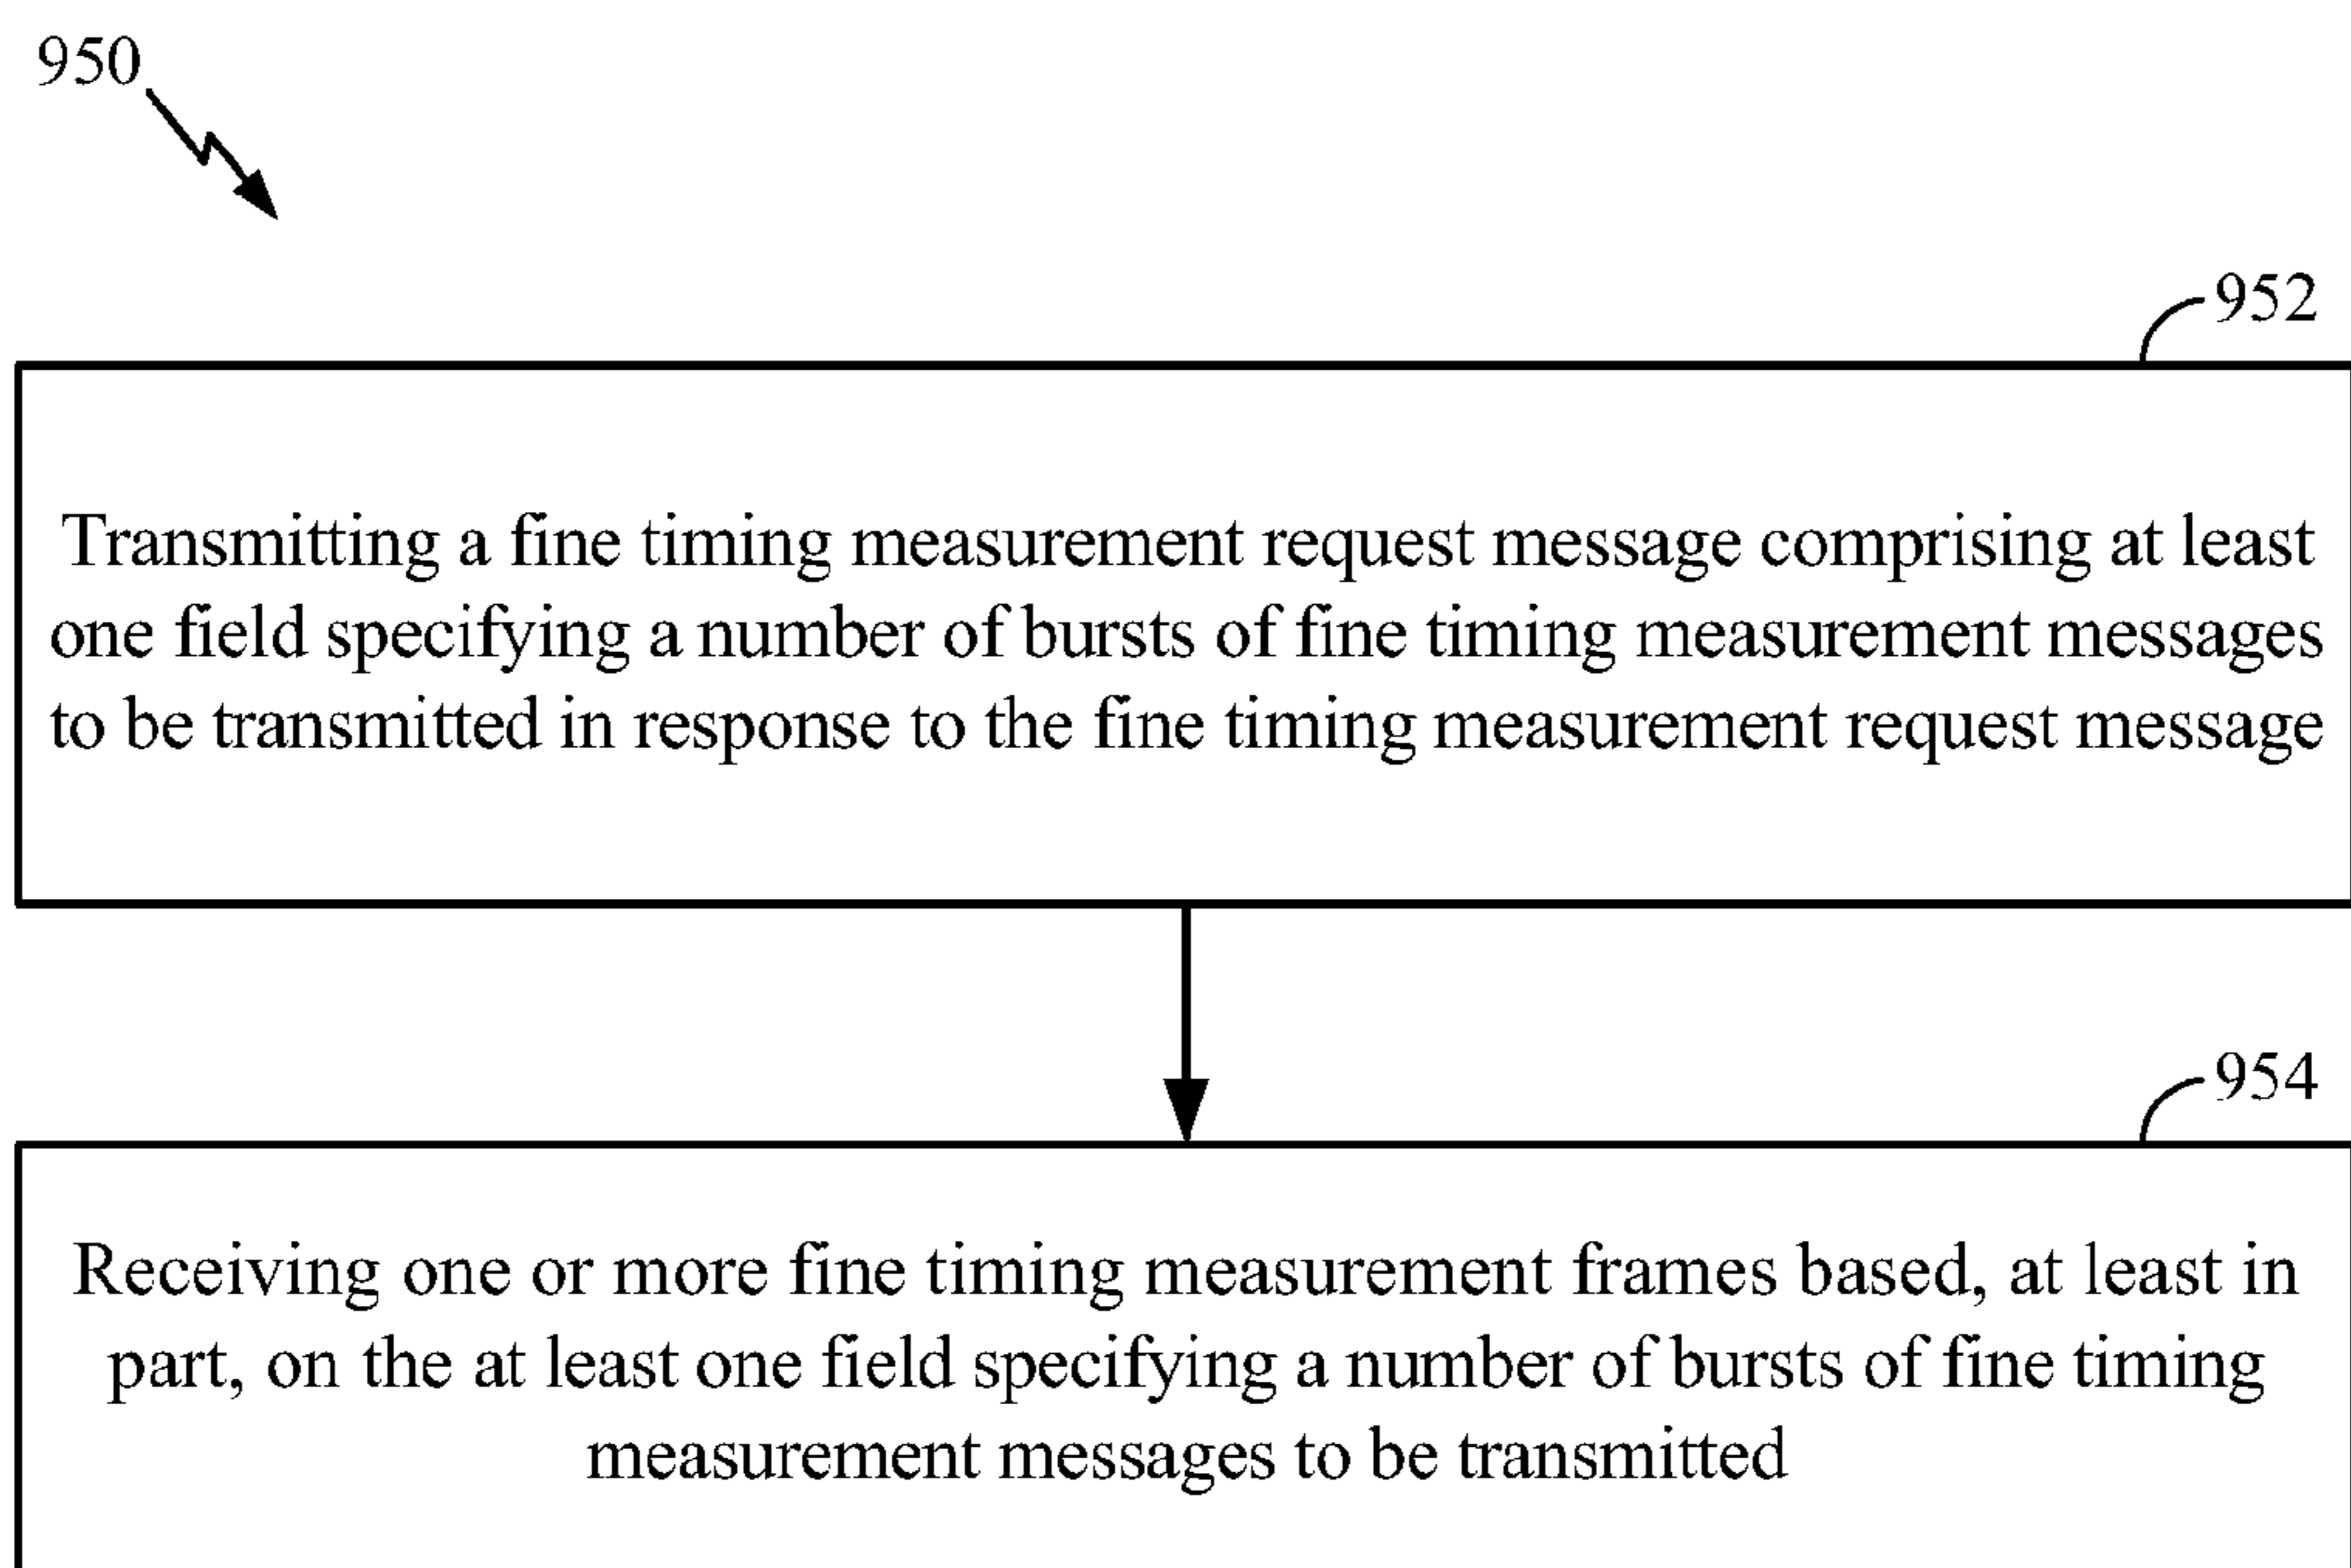 950
952
Transmitting a fine timing measurement request message comprising at least
one field specifying a number of bursts of fine timing measurement messages
to be transmitted in response to the fine timing measurement request message
954
Receiving one or more fine timing measurement frames based, at least in
part, on the at least one field specifying a number of bursts of fine timing
measurement messages to be transmitted